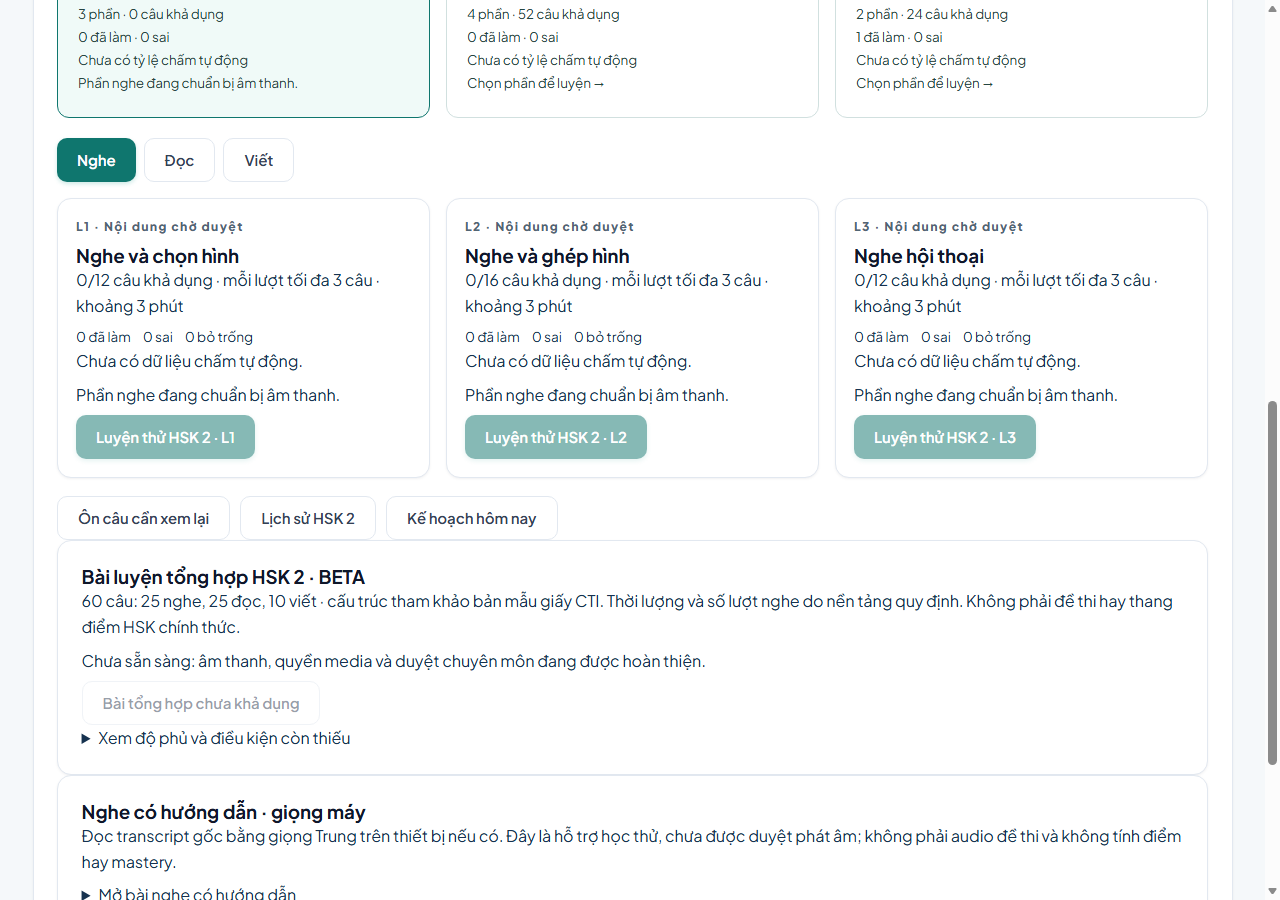 3 phần · 0 câu khả dụng
0 đã làm · 0 sai
Chưa có tỷ lệ chấm tự động
Phần nghe đang chuẩn bị âm thanh.
4 phần · 52 câu khả dụng
0 đã làm · 0 sai
Chưa có tỷ lệ chấm tự động
Chọn phần để luyện →
2 phần · 24 câu khả dụng
1 đã làm · 0 sai
Chưa có tỷ lệ chấm tự động
Chọn phần để luyện →
Nghe
Đọc
Viết
L1 · Nội dung chờ duyệt
Nghe và chọn hình
0/12 câu khả dụng · mỗi lượt tối đa 3 câu ·
khoảng 3 phút
0 đã làm 0 sai 0 bỏ trống
Chưa có dữ liệu chấm tự động.
Phần nghe đang chuẩn bị âm thanh.
Luyện thử HSK 2 · L1
L2 · Nội dung chờ duyệt
Nghe và ghép hình
0/16 câu khả dụng · mỗi lượt tối đa 3 câu ·
khoảng 3 phút
0 đã làm 0 sai 0 bỏ trống
Chưa có dữ liệu chấm tự động.
Phần nghe đang chuẩn bị âm thanh.
Luyện thử HSK 2 · L2
L3 · Nội dung chờ duyệt
Nghe hội thoại
0/12 câu khả dụng · mỗi lượt tối đa 3 câu ·
khoảng 3 phút
0 đã làm 0 sai 0 bỏ trống
Chưa có dữ liệu chấm tự động.
Phần nghe đang chuẩn bị âm thanh.
Luyện thử HSK 2 · L3
Ôn câu cần xem lại
Lịch sử HSK 2
Kế hoạch hôm nay
Bài luyện tổng hợp HSK 2 · BETA
60 câu: 25 nghe, 25 đọc, 10 viết · cấu trúc tham khảo bản mẫu giấy CTI. Thời lượng và số lượt nghe do nền tảng quy định. Không phải đề thi hay thang
điểm HSK chính thức.
Chưa sẵn sàng: âm thanh, quyền media và duyệt chuyên môn đang được hoàn thiện.
Bài tổng hợp chưa khả dụng
▶ Xem độ phủ và điều kiện còn thiếu
Nghe có hướng dẫn · giọng máy
Đọc transcript gốc bằng giọng Trung trên thiết bị nếu có. Đây là hỗ trợ học thử, chưa được duyệt phát âm; không phải audio đề thi và không tính điểm
hay mastery.
▶ Mở bài nghe có hướng dẫn